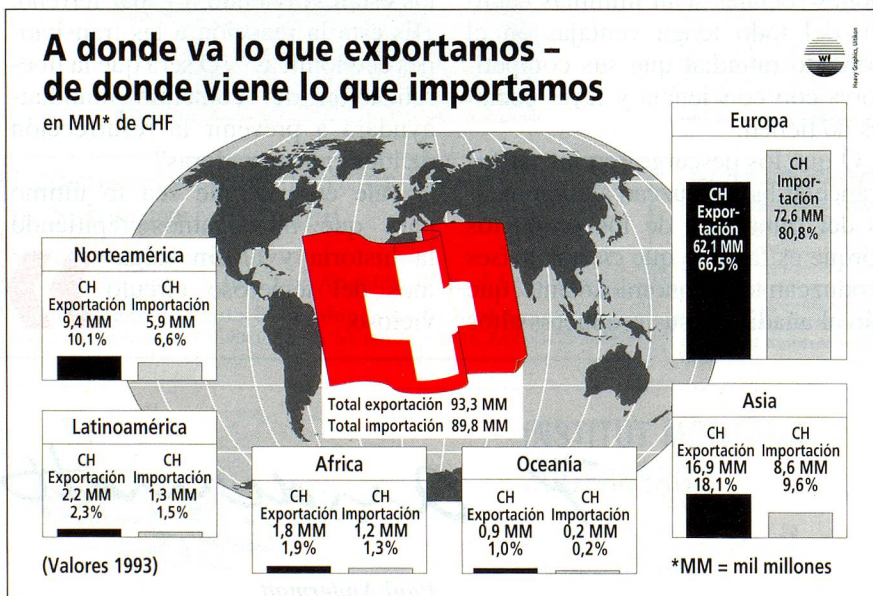 A donde va lo que exportamos –
de donde viene lo que importamos
en MM* de CHF
wf
Heavy Graphix, Uitikon
Europa
CH
Expor-
tación
62,1 MM
66,5%
CH
Impor-
tación
72,6 MM
80,8%
Norteamérica
CH
Exportación
9,4 MM
10,1%
CH
Importación
5,9 MM
6,6%
Total exportación 93,3 MM
Total importación 89,8 MM
Latinoamérica
CH
Exportación
2,2 MM
2,3%
CH
Importación
1,3 MM
1,5%
Africa
CH
Exportación
1,8 MM
1,9%
CH
Importación
1,2 MM
1,3%
Oceanía
CH
Exportación
0,9 MM
1,0%
CH
Importación
0,2 MM
0,2%
Asia
CH
Exportación
16,9 MM
18,1%
CH
Importación
8,6 MM
9,6%
(Valores 1993)
*MM = mil millones